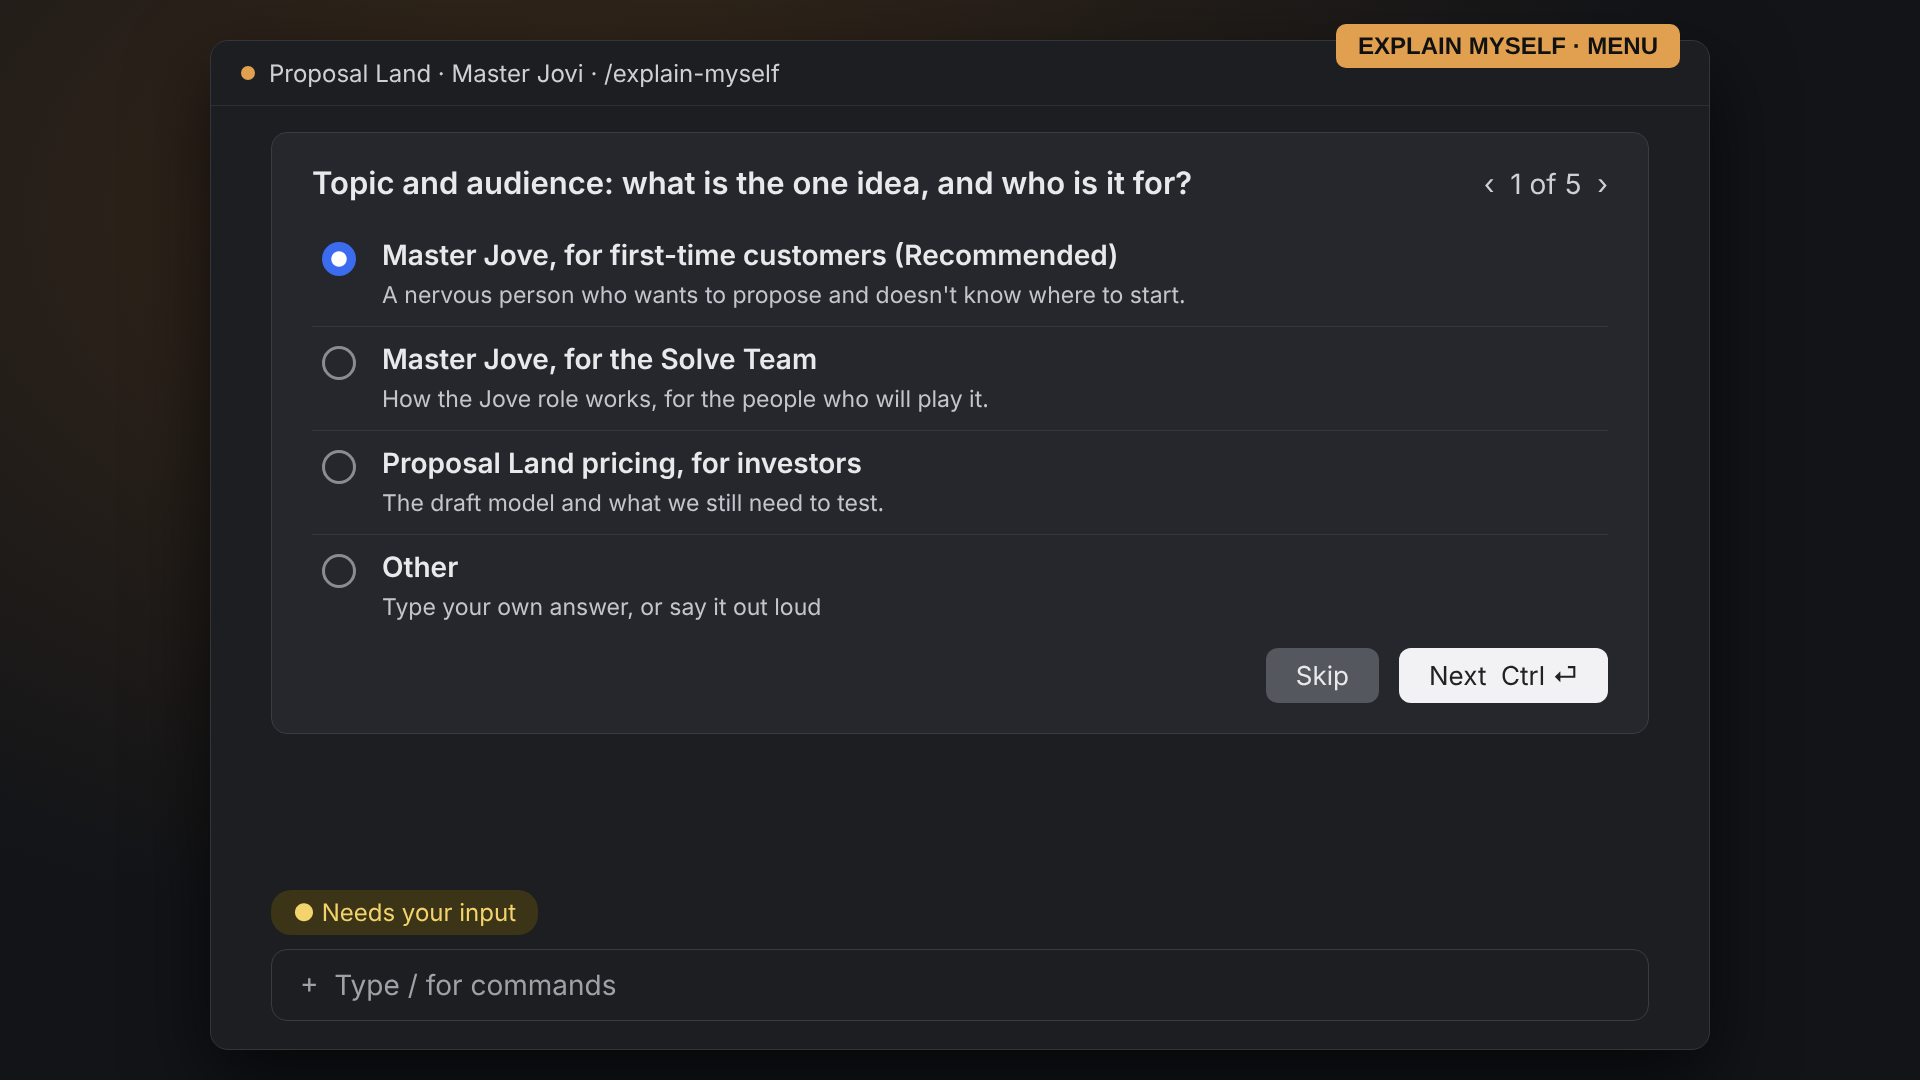 EXPLAIN MYSELF · MENU
Proposal Land · Master Jovi · /explain-myself
Topic and audience: what is the one idea, and who is it for?
‹ 1 of 5 ›
Master Jove, for first-time customers (Recommended)
A nervous person who wants to propose and doesn't know where to start.
Master Jove, for the Solve Team
How the Jove role works, for the people who will play it.
Proposal Land pricing, for investors
The draft model and what we still need to test.
Other
Type your own answer, or say it out loud
Skip
Next Ctrl ⏎
Needs your input
+ Type / for commands